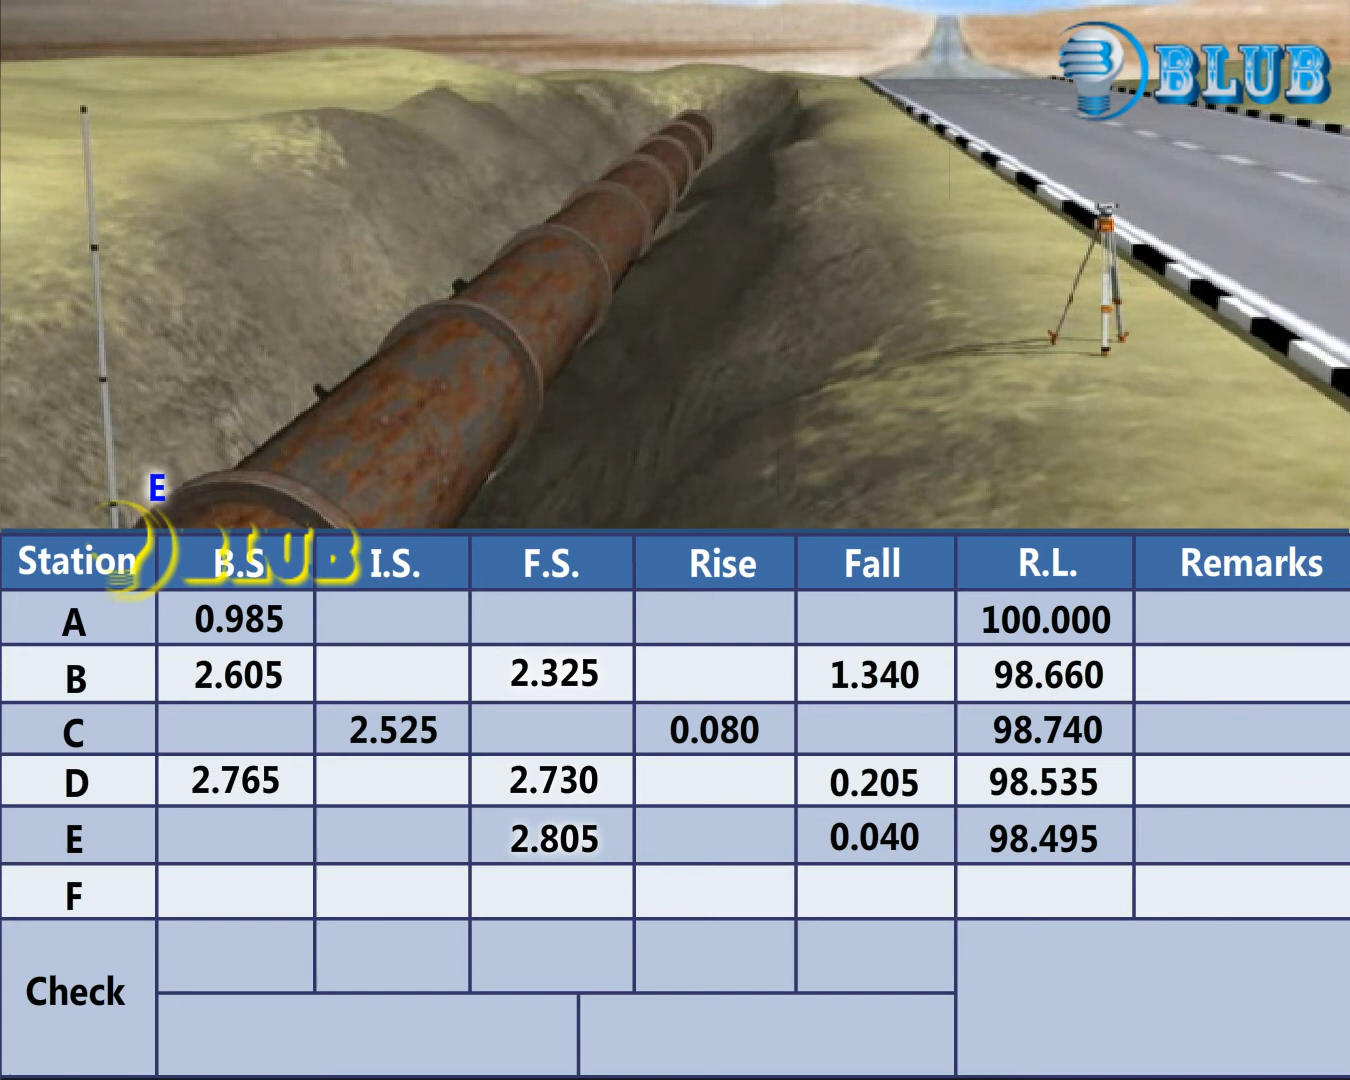 BLUB
E
BLUB
Station B.S I.S. F.S. Rise Fall R.L. Remarks
A 0.985 100.000
B 2.605 2.325 1.340 98.660
C 2.525 0.080 98.740
D 2.765 2.730 0.205 98.535
E 2.805 0.040 98.495
F
Check